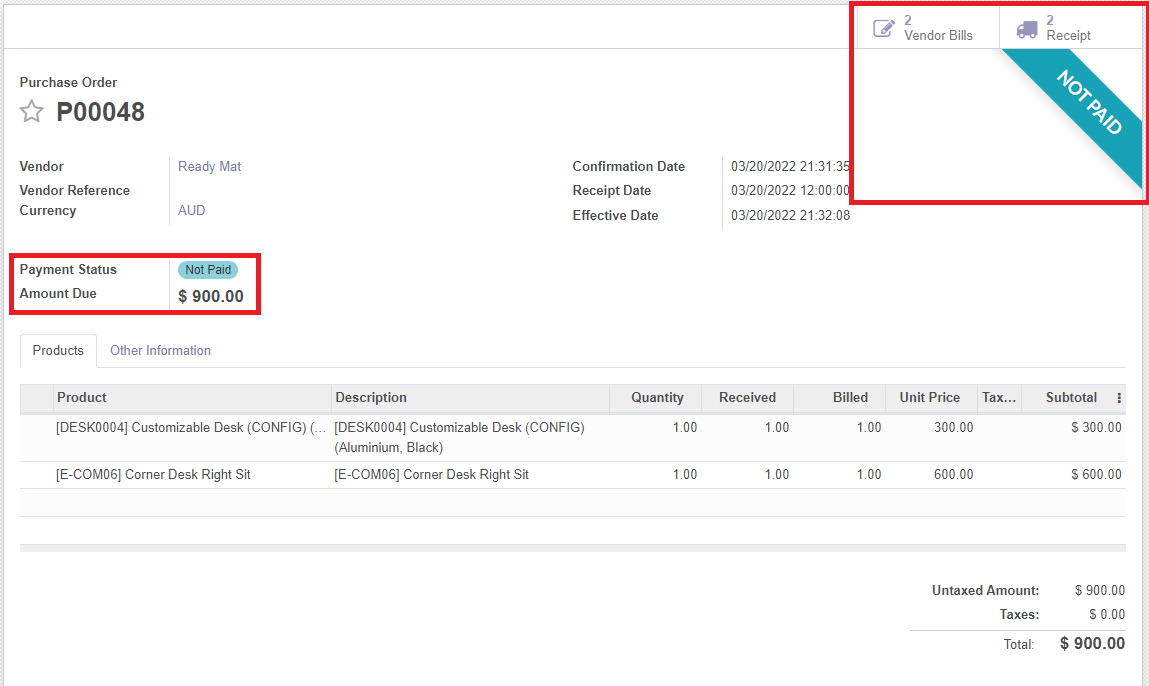 2
Vendor Bills
2
Receipt
NOT PAID
Purchase Order
P00048
Vendor Ready Mat
Vendor Reference
Currency AUD
Confirmation Date 03/20/2022 21:31:35
Receipt Date 03/20/2022 12:00:00
Effective Date 03/20/2022 21:32:08
Payment Status Not Paid
Amount Due $ 900.00
Products Other Information
Product Description Quantity Received Billed Unit Price Tax... Subtotal
[DESK0004] Customizable Desk (CONFIG) (... [DESK0004] Customizable Desk (CONFIG) 1.00 1.00 1.00 300.00 $ 300.00
(Aluminium, Black)
[E-COM06] Corner Desk Right Sit [E-COM06] Corner Desk Right Sit 1.00 1.00 1.00 600.00 $ 600.00
Untaxed Amount: $ 900.00
Taxes: $ 0.00
Total: $ 900.00